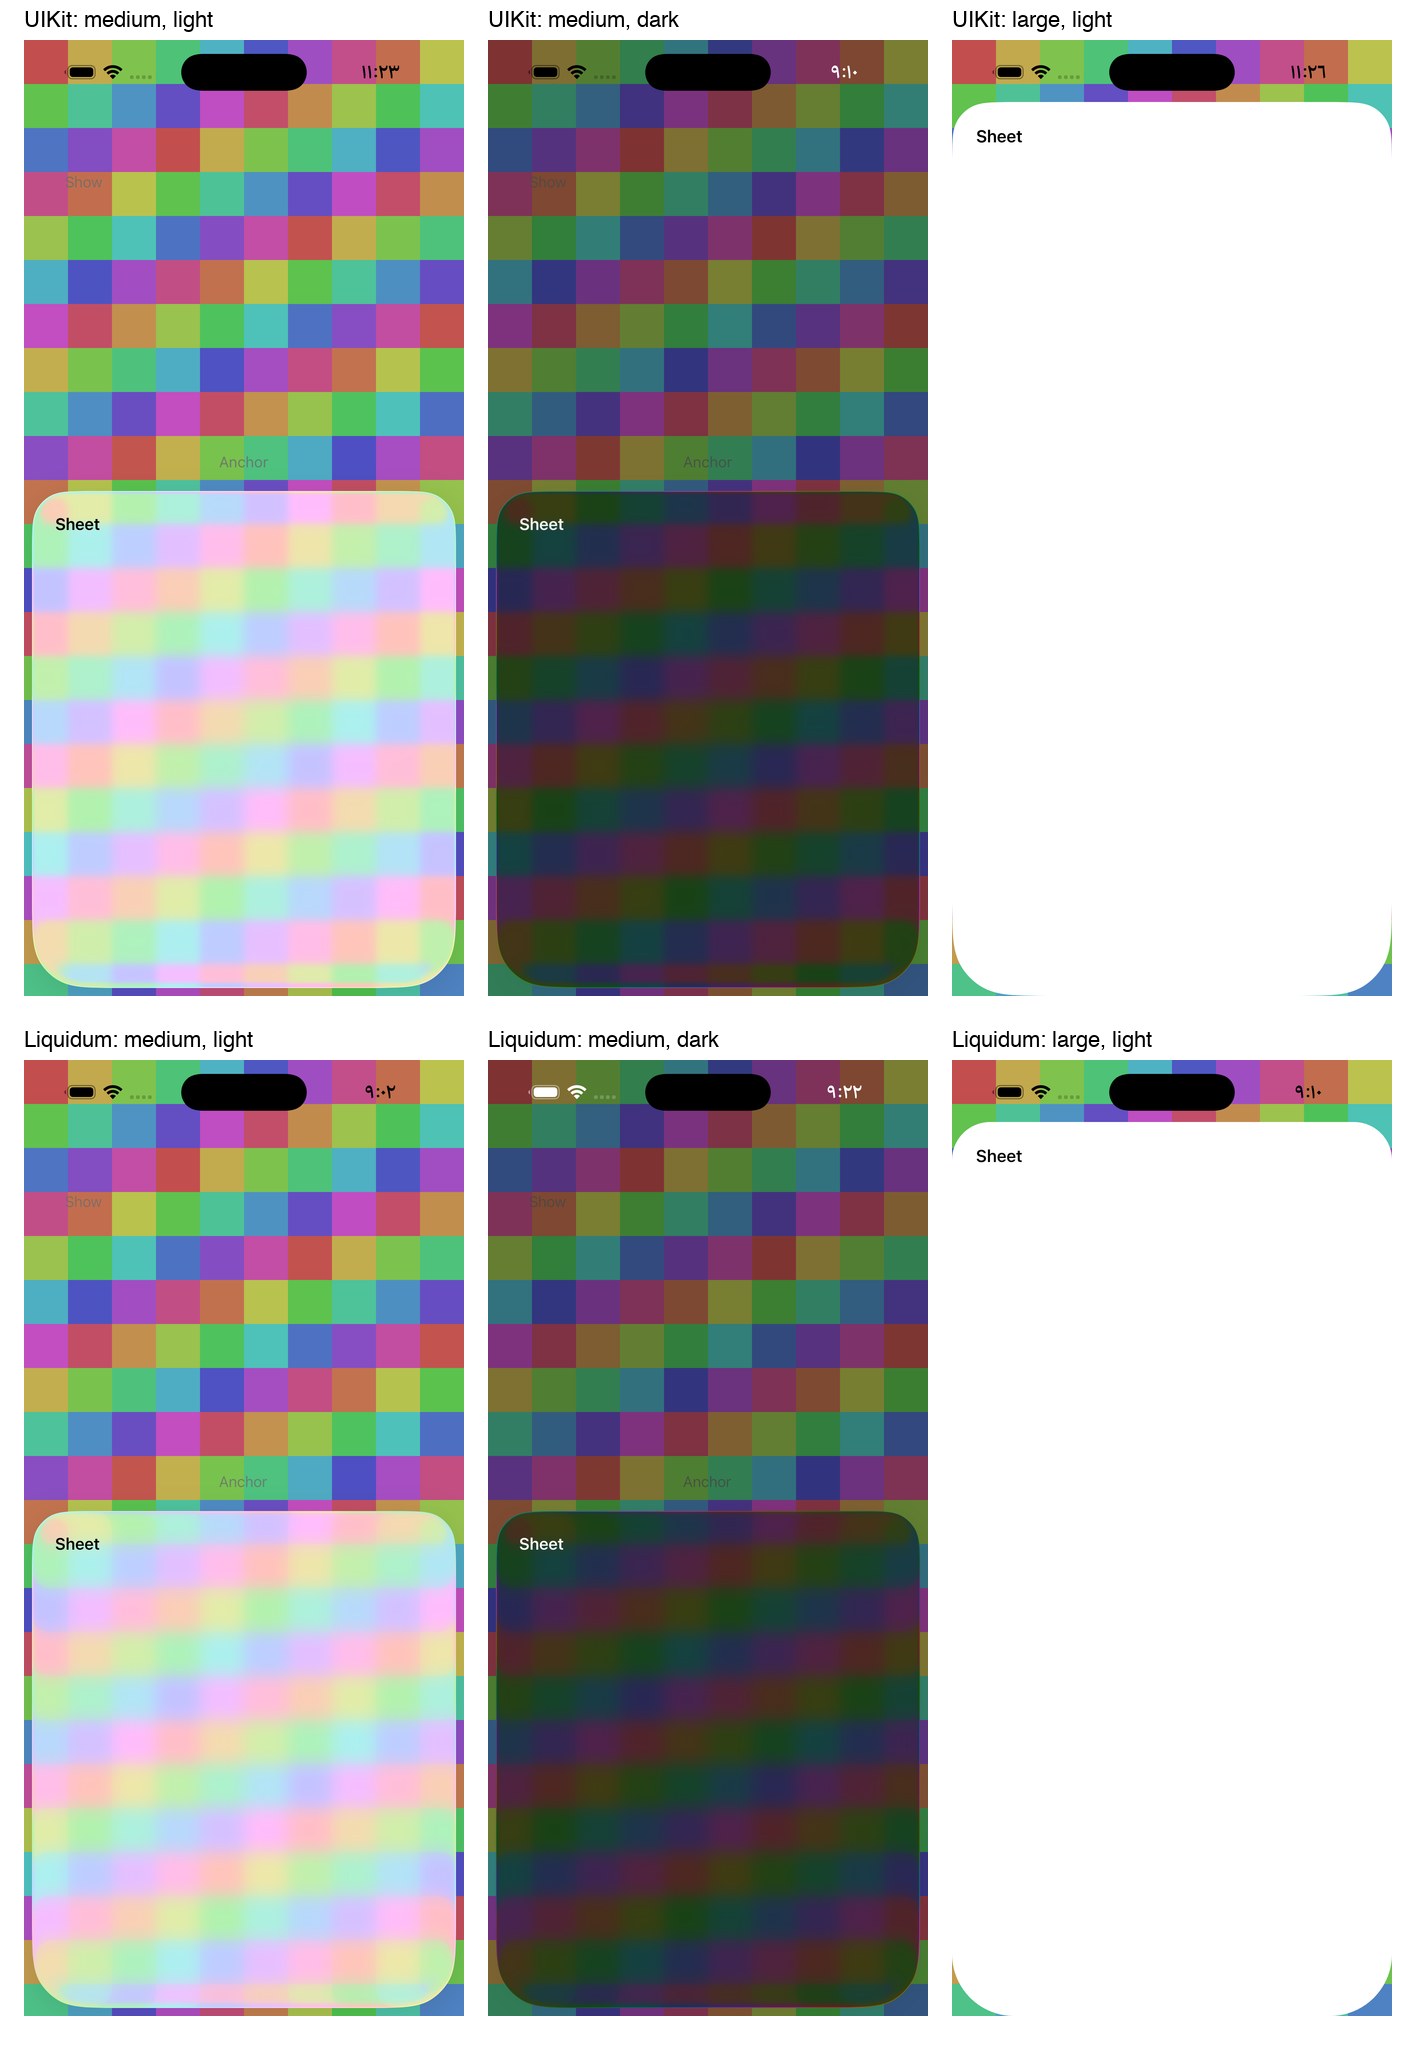 UIKit: medium, light
UIKit: medium, dark
UIKit: large, light
١١:٢٣
٩:١٠
١١:٢٦
Sheet
Show
Show
Anchor
Anchor
Sheet
Sheet
Liquidum: medium, light
Liquidum: medium, dark
Liquidum: large, light
٩:٠٢
٩:٢٢
٩:١٠
Sheet
Show
Show
Anchor
Anchor
Sheet
Sheet